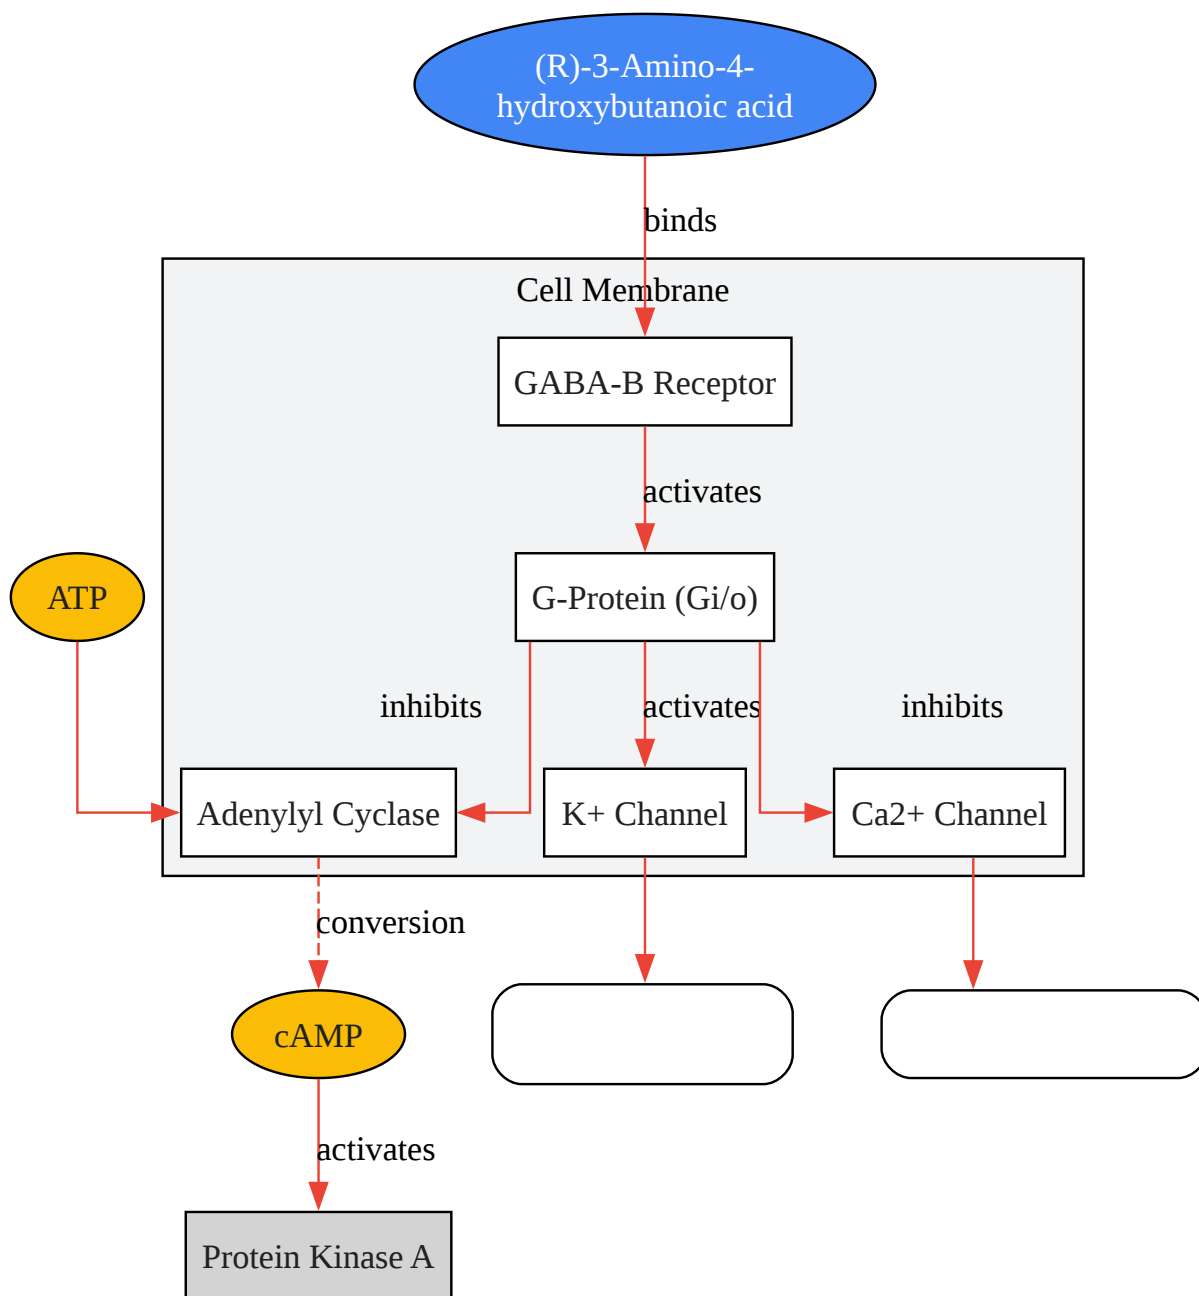 (R)-3-Amino-4-
hydroxybutanoic acid
binds
Cell Membrane
GABA-B Receptor
activates
ATP
G-Protein (Gi/o)
inhibits
activates
inhibits
Adenylyl Cyclase
K+ Channel
Ca2+ Channel
conversion
cAMP
activates
Protein Kinase A